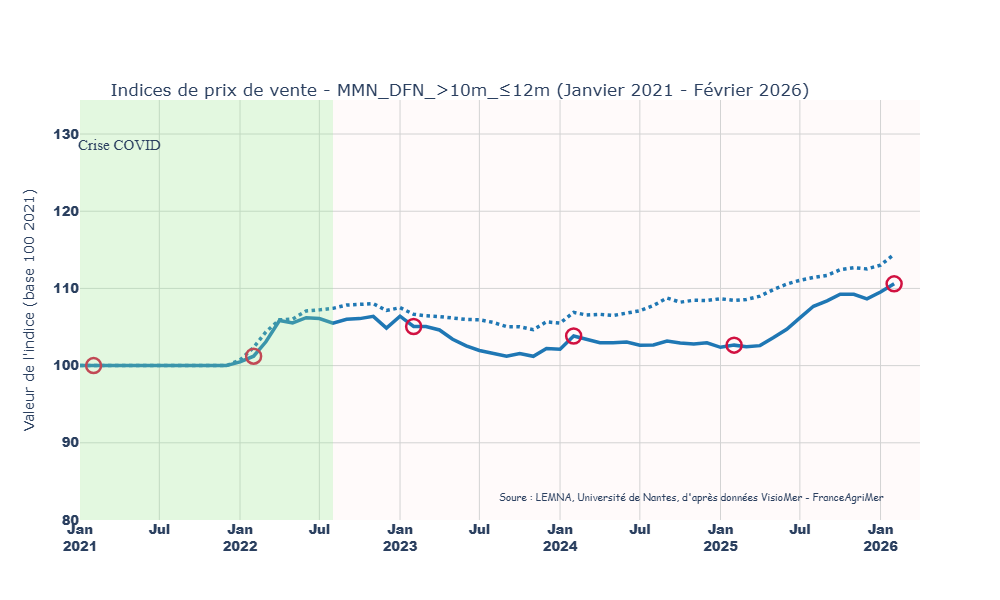 Indices de prix de vente - MMN_DFN_>10m_≤12m (Janvier 2021 - Février 2026)
Valeur de l'indice (base 100 2021)
130
Crise COVID
120
110
100
90
80
Soure : LEMNA, Université de Nantes, d'après données VisioMer - FranceAgriMer
Jan Jul Jan Jul Jan Jul Jan Jul Jan Jul Jan
2021 2022 2023 2024 2025 2026